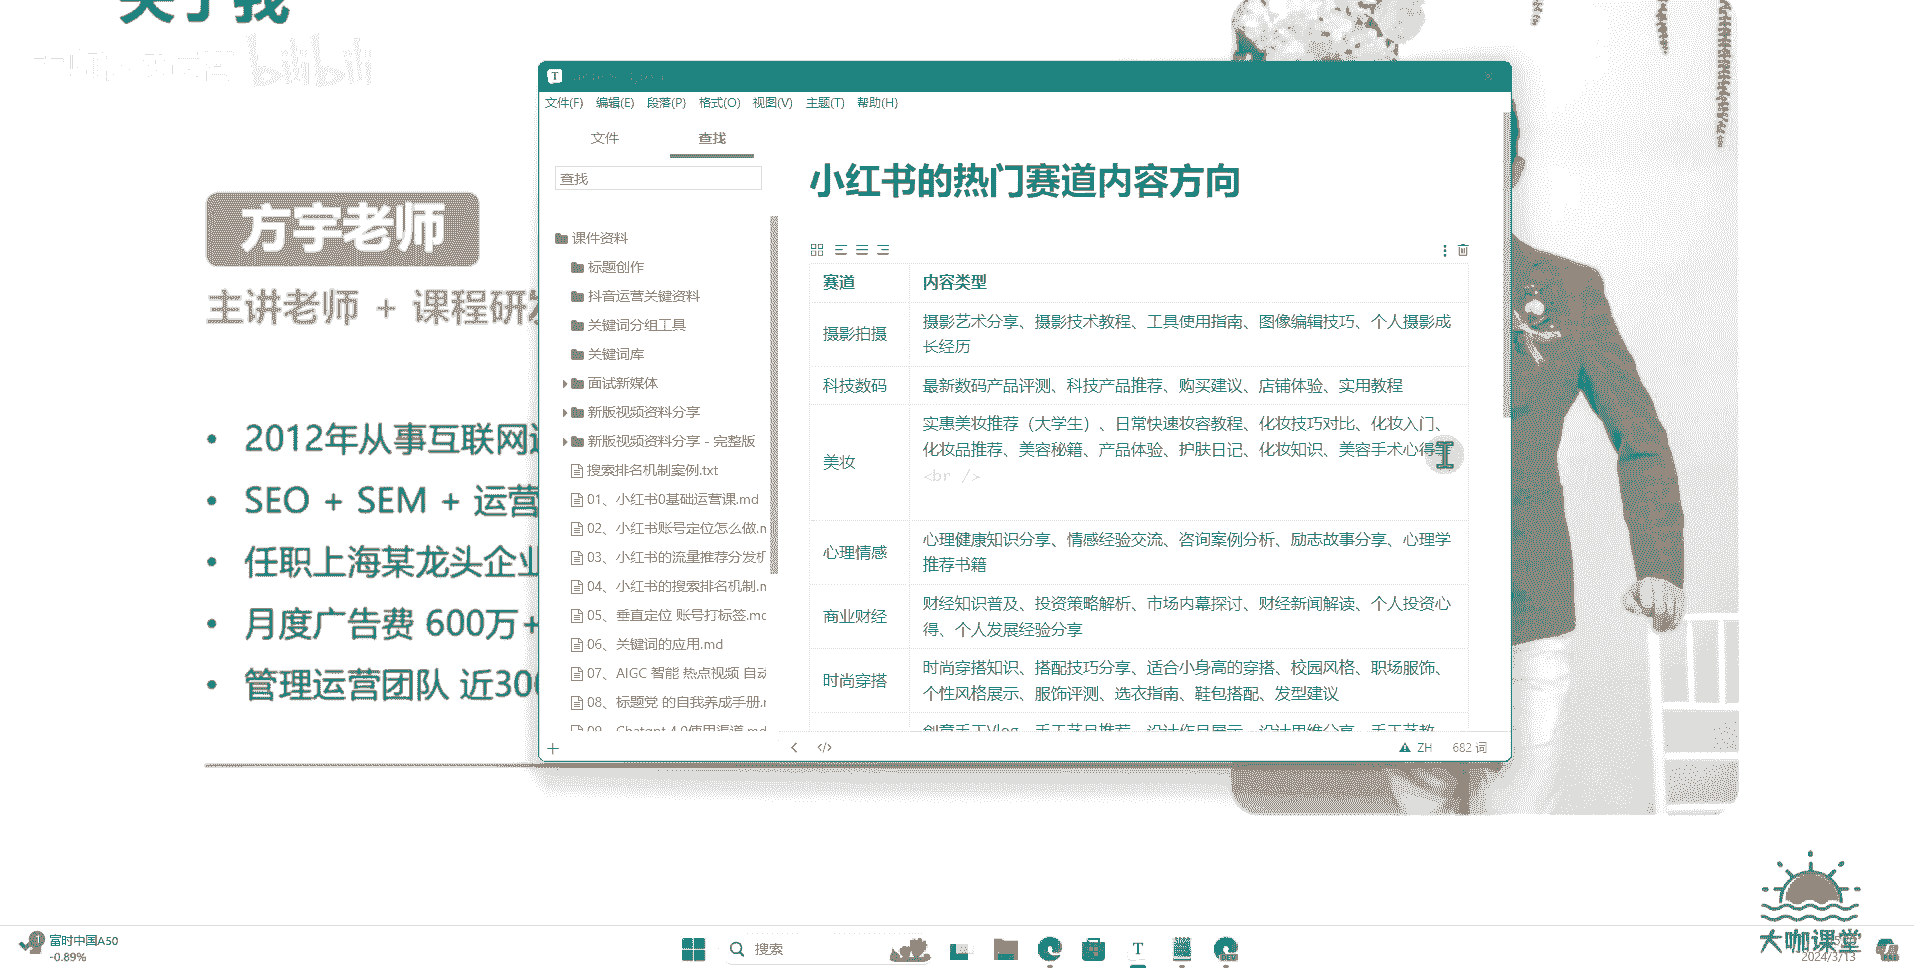 关于我
bilibili
方宇老师
主讲老师 + 课程研发
2012年从事互联网
SEO + SEM + 运营
任职上海某龙头企业
月度广告费 600万+
管理运营团队 近300
文件(F) 编辑(E) 段落(P) 格式(O) 视图(V) 主题(T) 帮助(H)
文件 查找
查找
课件资料
标题创作
抖音运营关键资料
关键词分组工具
关键词库
面试新媒体
新版视频资料分享
新版视频资料分享 - 完整版
搜索排名机制案例.txt
01、小红书0基础运营课.md
02、小红书账号定位怎么做.m
03、小红书的流量推荐分发机
04、小红书的搜索排名机制.m
05、垂直定位 账号打标签.mc
06、关键词的应用.md
07、AIGC 智能 热点视频 自动
08、标题党 的自我养成手册.r
09、Chatgpt 4.0使用渠道.md
小红书的热门赛道内容方向
赛道 内容类型
摄影拍摄 摄影艺术分享、摄影技术教程、工具使用指南、图像编辑技巧、个人摄影成
长经历
科技数码 最新数码产品评测、科技产品推荐、购买建议、店铺体验、实用教程
美妆 实惠美妆推荐（大学生）、日常快速妆容教程、化妆技巧对比、化妆入门、
化妆品推荐、美容秘籍、产品体验、护肤日记、化妆知识、美容手术心得等
<br />
心理情感 心理健康知识分享、情感经验交流、咨询案例分析、励志故事分享、心理学
推荐书籍
商业财经 财经知识普及、投资策略解析、市场内幕探讨、财经新闻解读、个人投资心
得、个人发展经验分享
时尚穿搭 时尚穿搭知识、搭配技巧分享、适合小身高的穿搭、校园风格、职场服饰、
个性风格展示、服饰评测、选衣指南、鞋包搭配、发型建议
创意手工Vlog、手工艺品推荐、设计作品展示、设计思维分享、手工艺教
ZH 682 词
大咖课堂
富时中国A50
-0.89%
搜索
2024/3/13